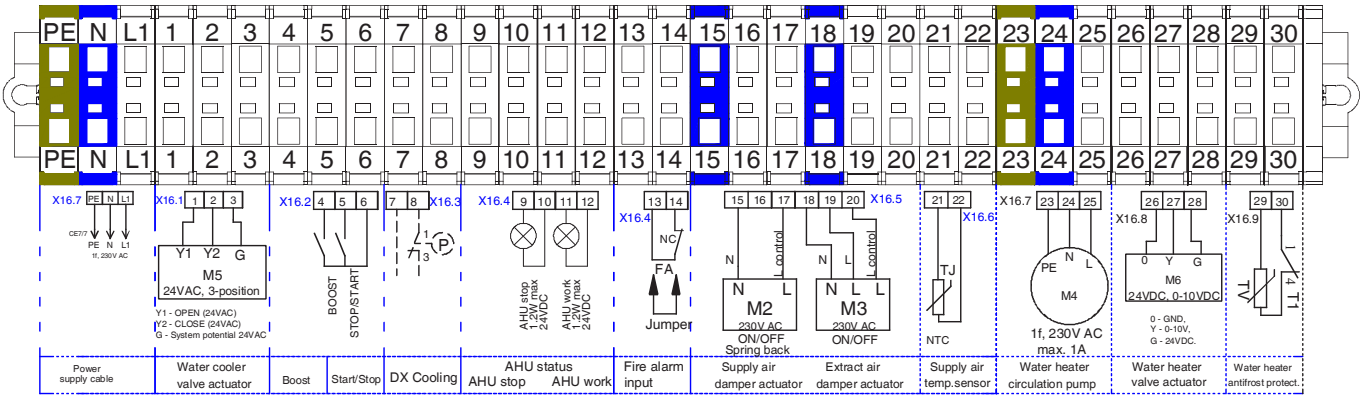 PE N L1 1 2 3 4 5 6 7 8 9 10 11 12 13 14 15 16 17 18 19 20 21 22 23 24 25 26 27 28 29 30
PE N L1 1 2 3 4 5 6 7 8 9 10 11 12 13 14 15 16 17 18 19 20 21 22 23 24 25 26 27 28 29 30
X16.7 PE N L1
CE7/7
PE N L1
1f, 230V AC
X16.1 1 2 3
Y1 Y2 G
M5
24VAC, 3-position
Y1 - OPEN (24VAC)
Y2 - CLOSE (24VAC)
G - System potential 24VAC
X16.2 4 5 6
BOOST
STOP/START
7 8 X16.3
1
3
P
X16.4 9 10 11 12
AHU stop
1.2W max
24VDC
AHU work
1.2W max
24VDC
13 14
X16.4
NC
FA
Jumper
15 16 17 18 19 20 X16.5
N L control N L L control
N L
M2
230V AC
ON/OFF
Spring back
N L
M3
230V AC
ON/OFF
21 22
X16.6
TJ
NTC
X16.7
23 24 25
PE N L
M4
1f, 230V AC
max. 1A
26 27 28
X16.8
0 Y G
M6
24VDC, 0-10VDC
0 - GND,
Y - 0-10V,
G - 24VDC.
29 30
X16.9
TV
1
4
T1
Power
supply cable
Water cooler
valve actuator
Boost
Start/Stop
DX Cooling
AHU status
AHU stop AHU work
Fire alarm
input
Supply air
damper actuator
Extract air
damper actuator
Supply air
temp.sensor
Water heater
circulation pump
Water heater
valve actuator
Water heater
antifrost protect.